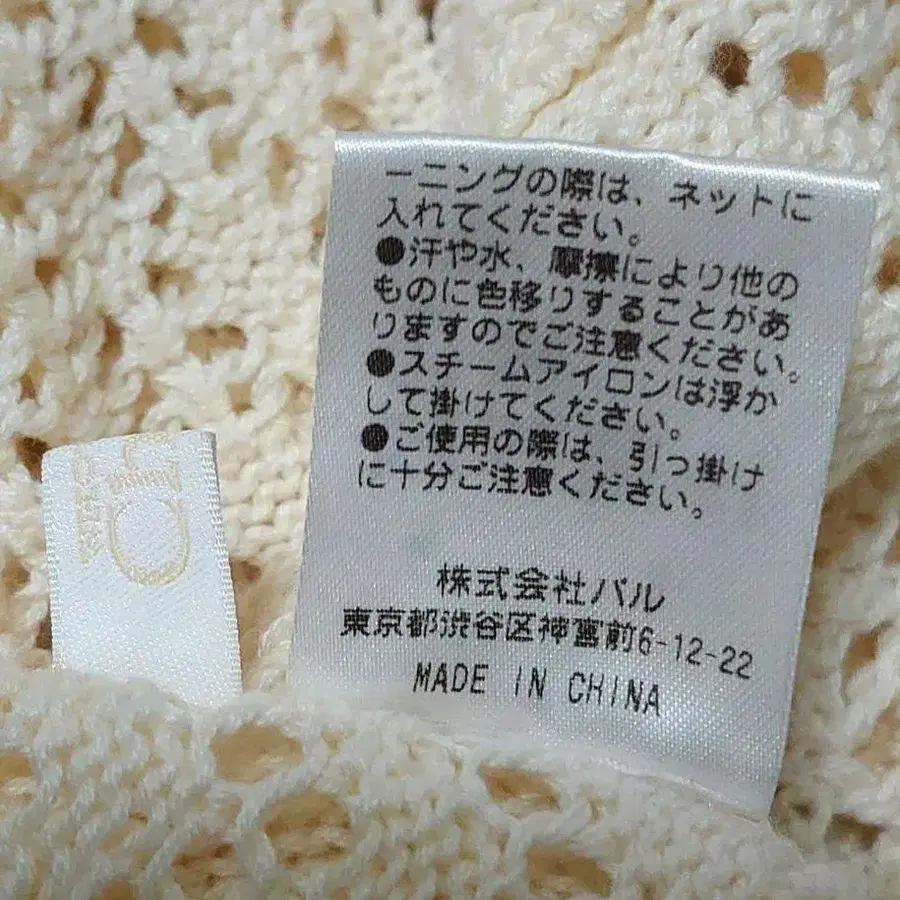 ーニングの際は、ネットに
入れてください。
●汗や水、摩擦により他の
ものに色移りすることがあ
りますのでご注意ください。
●スチームアイロンは浮か
して掛けてください。
●ご使用の際は、引っ掛け
に十分ご注意ください。
株式会社パル
東京都渋谷区神宮前6-12-22
MADE IN CHINA